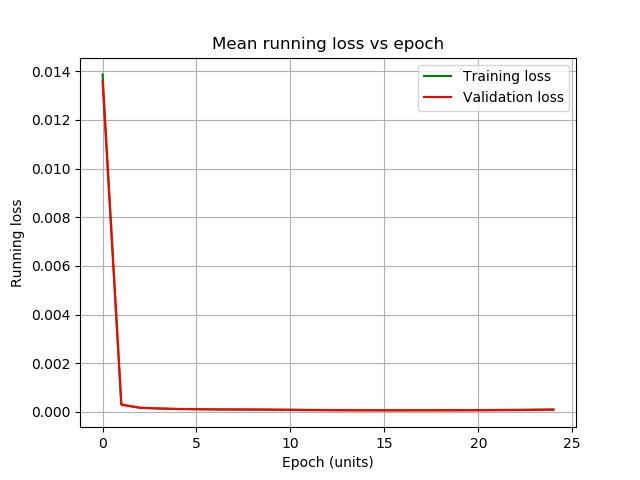 Mean running loss vs epoch
Training loss
Validation loss
0.014
0.012
0.010
0.008
0.006
0.004
0.002
0.000
Running loss
0 5 10 15 20 25
Epoch (units)